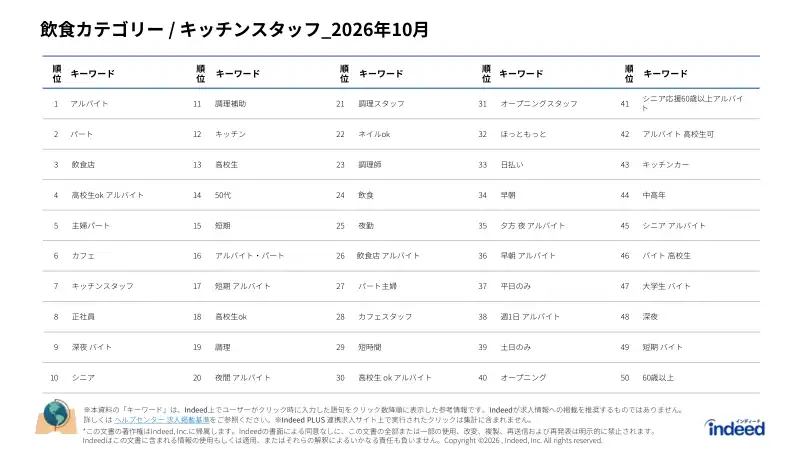 飲食カテゴリー / キッチンスタッフ_2026年10月
順位 キーワード 順位 キーワード 順位 キーワード 順位 キーワード 順位 キーワード
1 アルバイト 11 調理補助 21 調理スタッフ 31 オープニングスタッフ 41 シニア応援60歳以上アルバイト
2 パート 12 キッチン 22 ネイルok 32 ほっともっと 42 アルバイト 高校生可
3 飲食店 13 高校生 23 調理師 33 日払い 43 キッチンカー
4 高校生ok アルバイト 14 50代 24 飲食 34 早朝 44 中高年
5 主婦パート 15 短期 25 夜勤 35 夕方 夜 アルバイト 45 シニア アルバイト
6 カフェ 16 アルバイト・パート 26 飲食店 アルバイト 36 早朝 アルバイト 46 バイト 高校生
7 キッチンスタッフ 17 短期 アルバイト 27 パート主婦 37 平日のみ 47 大学生 バイト
8 正社員 18 高校生ok 28 カフェスタッフ 38 週1日 アルバイト 48 深夜
9 深夜 バイト 19 調理 29 短時間 39 土日のみ 49 短期 バイト
10 シニア 20 夜間 アルバイト 30 高校生 ok アルバイト 40 オープニング 50 60歳以上
※本資料の「キーワード」は、Indeed上でユーザーがクリック時に入力した語句をクリック数降順に表示した参考情報です。Indeedが求人情報への掲載を推奨するものではありません。
詳しくは ヘルプセンター 求人掲載基準をご参照ください。※Indeed PLUS 連携求人サイト上で実行されたクリックは集計に含まれません。
*この文書の著作権はIndeed, Inc.に帰属します。Indeedの書面による同意なしに、この文書の全部または一部の使用、改変、複製、再送信および再発表は明示的に禁止されます。
Indeedはこの文書に含まれる情報の使用もしくは適用、またはそれらの解釈によるいかなる責任も負いません。Copyright ©2026 , Indeed, Inc. All rights reserved.
インディード
indeed